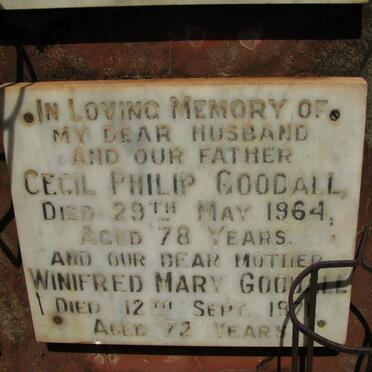 IN LOVING MEMORY OF
MY DEAR HUSBAND
AND OUR FATHER
CECIL PHILIP GOODALL,
DIED 29TH MAY 1964,
AGED 78 YEARS.
AND OUR DEAR MOTHER
WINIFRED MARY GOODALL
DIED 12TH SEPT.
AGED 72 YEARS